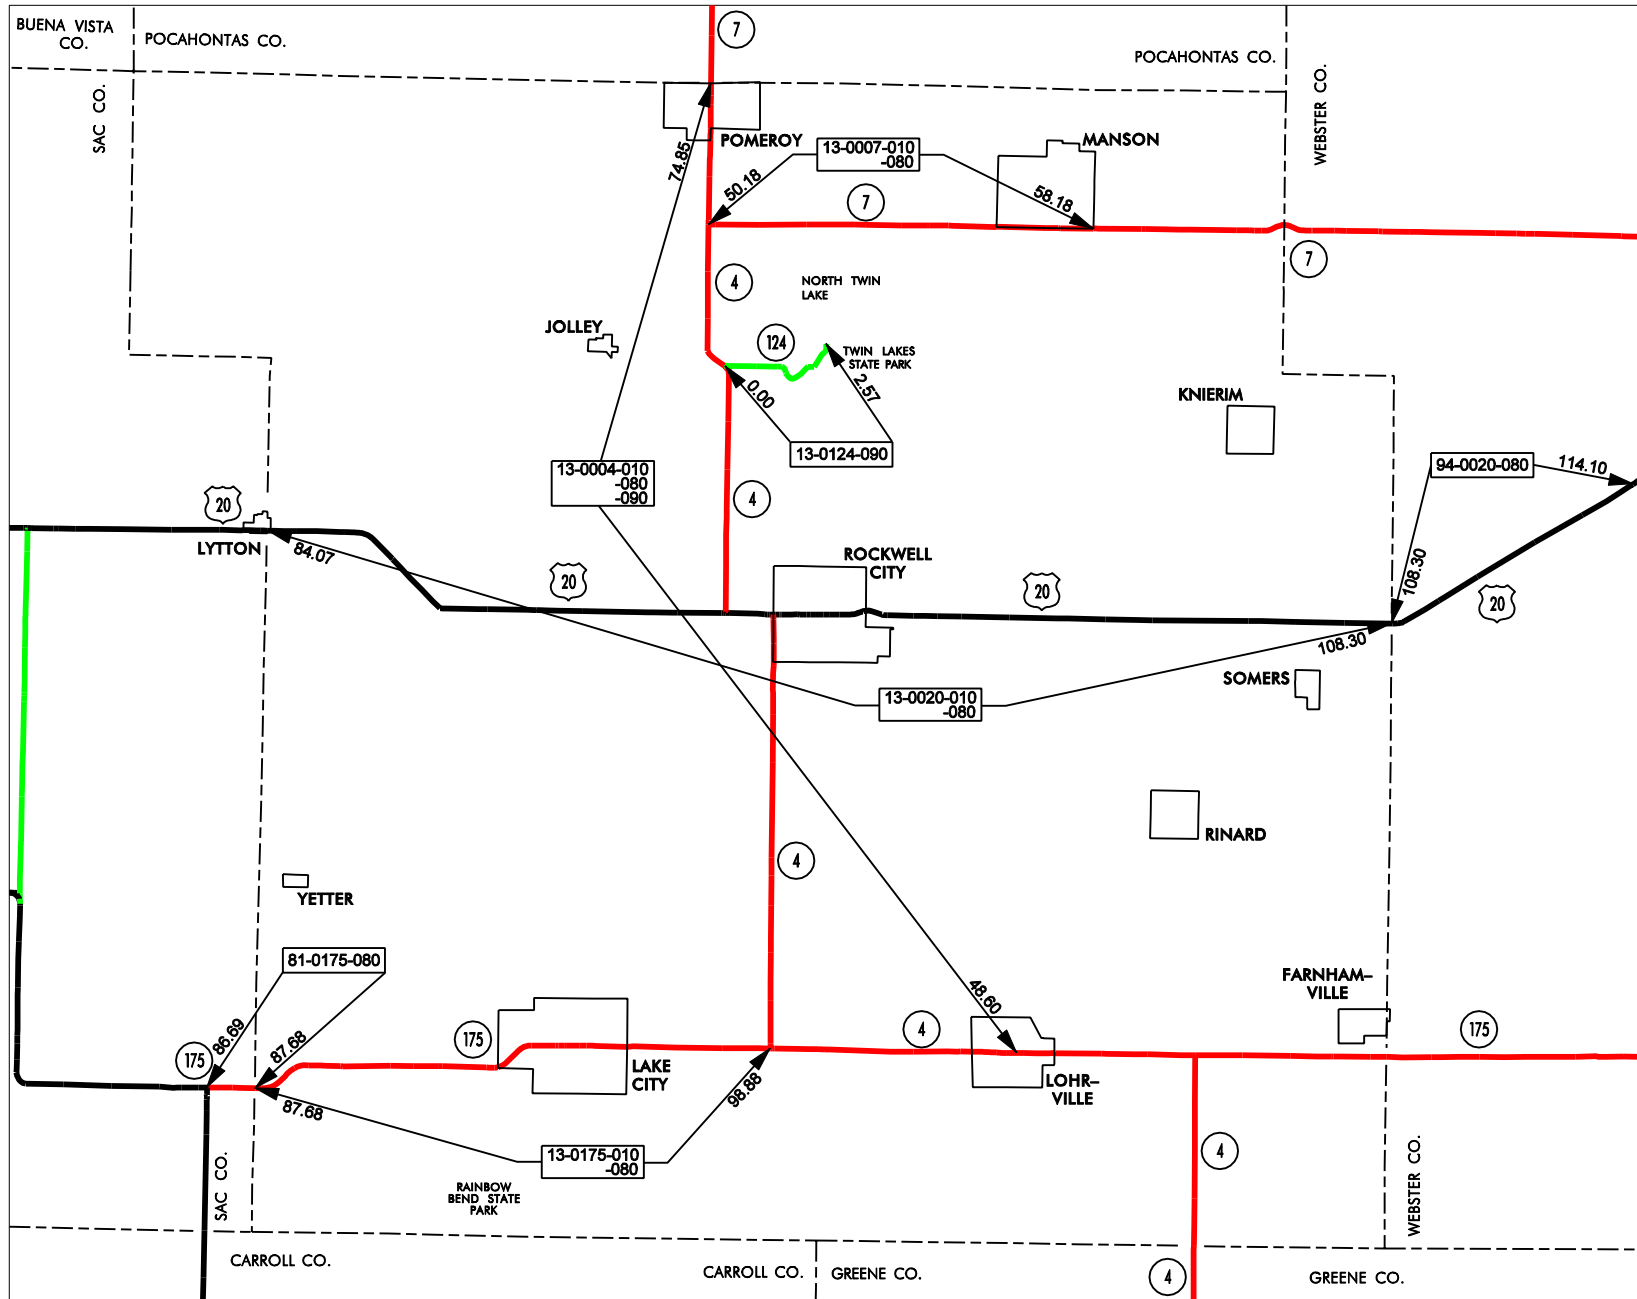 BUENA VISTA
CO.
POCAHONTAS CO.
7
POCAHONTAS CO.
SAC CO.
WEBSTER CO.
POMEROY
13-0007-010
-080
MANSON
74.85
50.18
58.18
7
7
4
NORTH TWIN
LAKE
JOLLEY
124
TWIN LAKES
STATE PARK
0.00
2.57
KNIERIM
13-0124-090
13-0004-010
-080
-090
94-0020-080
114.10
20
4
LYTTON
84.07
ROCKWELL
CITY
20
20
108.30
20
108.30
SOMERS
13-0020-010
-080
RINARD
4
YETTER
81-0175-080
FARNHAM-
VILLE
48.60
86.69
87.68
175
175
4
175
LAKE
CITY
LOHR-
VILLE
87.68
98.88
13-0175-010
-080
4
SAC CO.
RAINBOW
BEND STATE
PARK
WEBSTER CO.
CARROLL CO.
CARROLL CO.
GREENE CO.
4
GREENE CO.